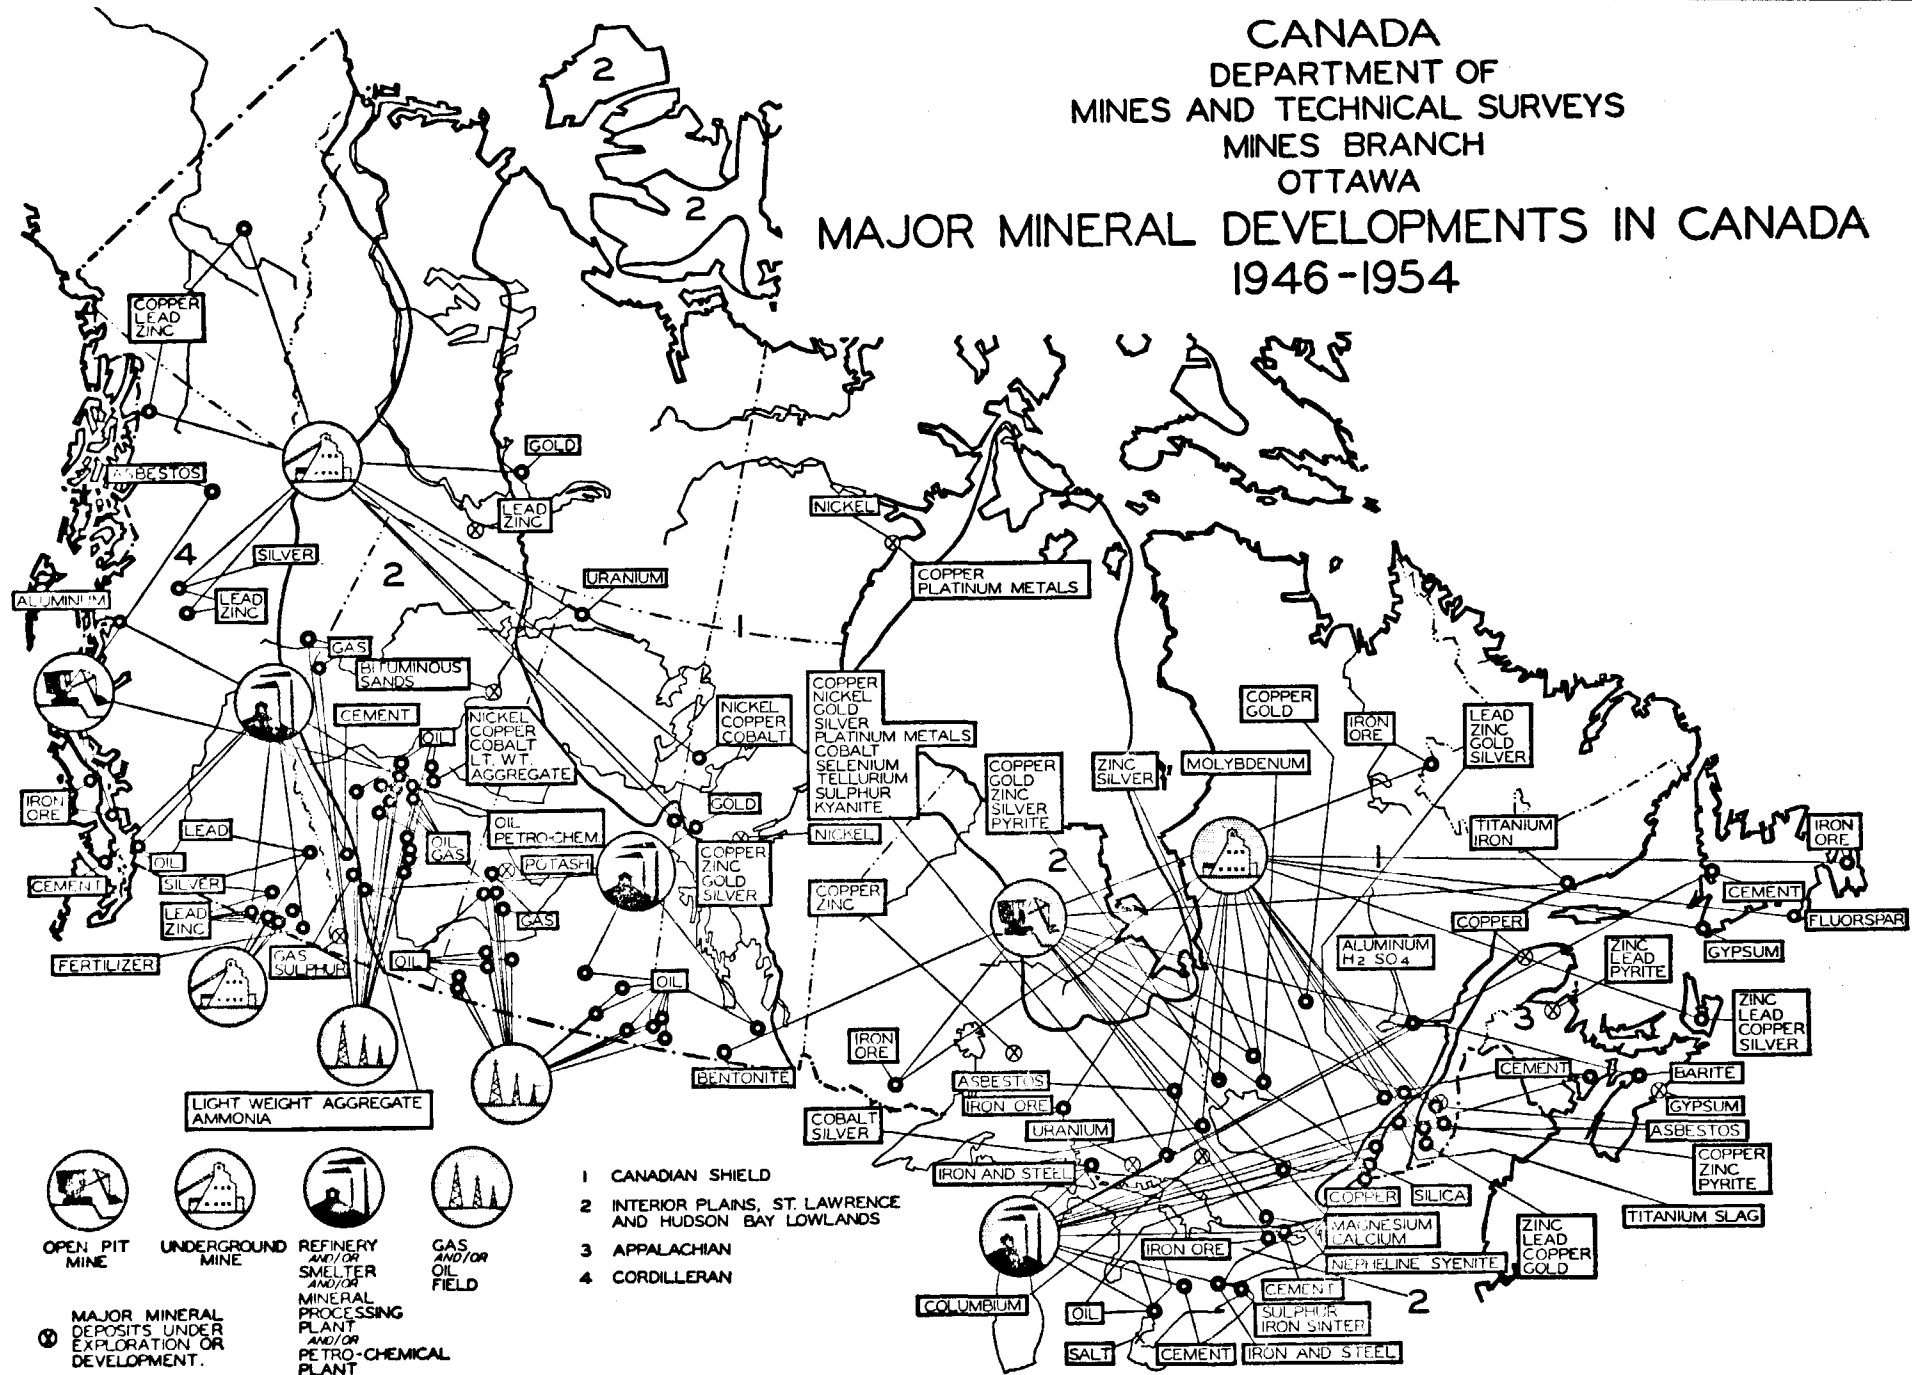 CANADA
DEPARTMENT OF
MINES AND TECHNICAL SURVEYS
MINES BRANCH
OTTAWA
MAJOR MINERAL DEVELOPMENTS IN CANADA
1946-1954
2
2
COPPER
LEAD
ZINC
ASBESTOS
GOLD
LEAD
ZINC
NICKEL
4
SILVER
2
URANIUM
COPPER
PLATINUM METALS
ALUMINUM
LEAD
ZINC
1
GAS
BITUMINOUS
SANDS
CEMENT
OIL
NICKEL
COPPER
COBALT
LT. WT.
AGGREGATE
NICKEL
COPPER
COBALT
COPPER
NICKEL
GOLD
SILVER
PLATINUM METALS
COBALT
SELENIUM
TELLURIUM
SULPHUR
KYANITE
COPPER
GOLD
IRON
ORE
LEAD
ZINC
GOLD
SILVER
COPPER
GOLD
ZINC
SILVER
PYRITE
ZINC
SILVER
MOLYBDENUM
IRON
ORE
LEAD
OIL
OIL
GAS
OIL
PETRO-CHEM.
POTASH
GOLD
NICKEL
COPPER
ZINC
GOLD
SILVER
2
1
TITANIUM
IRON
IRON
ORE
CEMENT
SILVER
LEAD
ZINC
GAS
COPPER
ZINC
CEMENT
COPPER
FLUORSPAR
FERTILIZER
GAS
SULPHUR
OIL
OIL
ALUMINUM
H2 SO4
ZINC
LEAD
PYRITE
GYPSUM
3
ZINC
LEAD
COPPER
SILVER
IRON
ORE
BENTONITE
ASBESTOS
IRON ORE
CEMENT
BARITE
GYPSUM
LIGHT WEIGHT AGGREGATE
AMMONIA
COBALT
SILVER
URANIUM
ASBESTOS
IRON AND STEEL
COPPER
ZINC
PYRITE
COPPER
SILICA
TITANIUM SLAG
MAGNESIUM
CALCIUM
ZINC
LEAD
COPPER
GOLD
IRON ORE
NEPHELINE SYENITE
COLUMBIUM
OIL
CEMENT
2
SULPHUR
IRON SINTER
SALT
CEMENT
IRON AND STEEL
OPEN PIT
MINE
UNDERGROUND
MINE
REFINERY
AND/OR
SMELTER
AND/OR
MINERAL
PROCESSING
PLANT
AND/OR
PETRO-CHEMICAL
PLANT
GAS
AND/OR
OIL
FIELD
MAJOR MINERAL
DEPOSITS UNDER
EXPLORATION OR
DEVELOPMENT.
1 CANADIAN SHIELD
2 INTERIOR PLAINS, ST. LAWRENCE
AND HUDSON BAY LOWLANDS
3 APPALACHIAN
4 CORDILLERAN